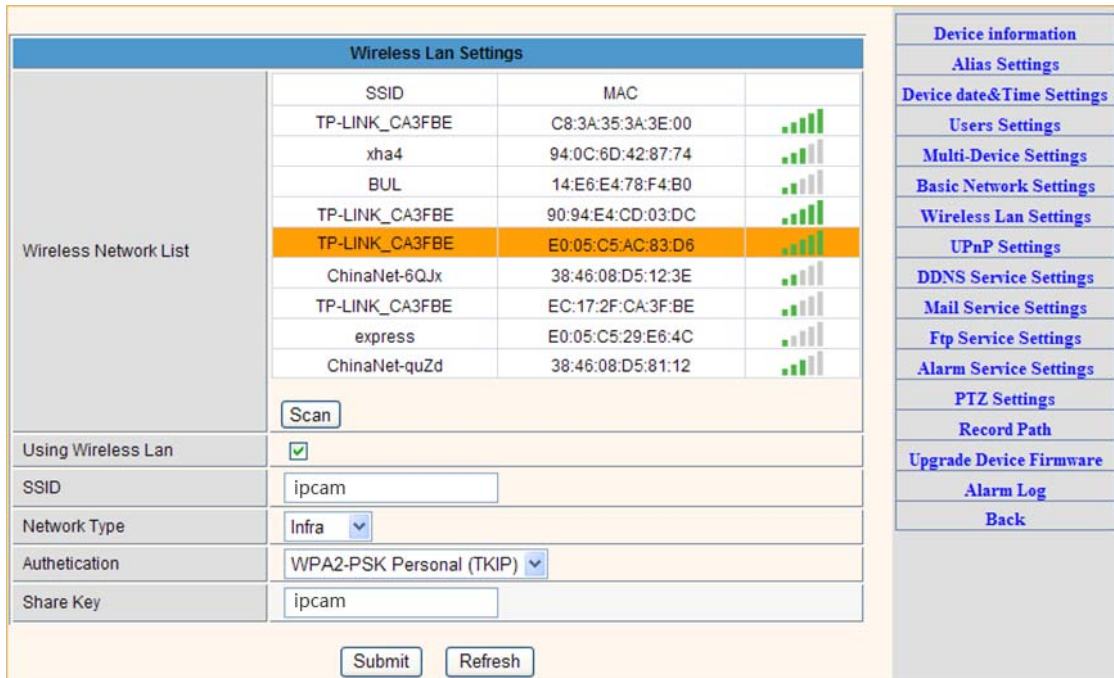 Wireless Lan Settings
Wireless Network List
SSID MAC
TP-LINK_CA3FBE C8:3A:35:3A:3E:00
xha4 94:0C:6D:42:87:74
BUL 14:E6:E4:78:F4:B0
TP-LINK_CA3FBE 90:94:E4:CD:03:DC
TP-LINK_CA3FBE E0:05:C5:AC:83:D6
ChinaNet-6QJx 38:46:08:D5:12:3E
TP-LINK_CA3FBE EC:17:2F:CA:3F:BE
express E0:05:C5:29:E6:4C
ChinaNet-quZd 38:46:08:D5:81:12
Scan
Using Wireless Lan
SSID ipcam
Network Type Infra
Authetication WPA2-PSK Personal (TKIP)
Share Key ipcam
Submit Refresh
Device information
Alias Settings
Device date&Time Settings
Users Settings
Multi-Device Settings
Basic Network Settings
Wireless Lan Settings
UPnP Settings
DDNS Service Settings
Mail Service Settings
Ftp Service Settings
Alarm Service Settings
PTZ Settings
Record Path
Upgrade Device Firmware
Alarm Log
Back